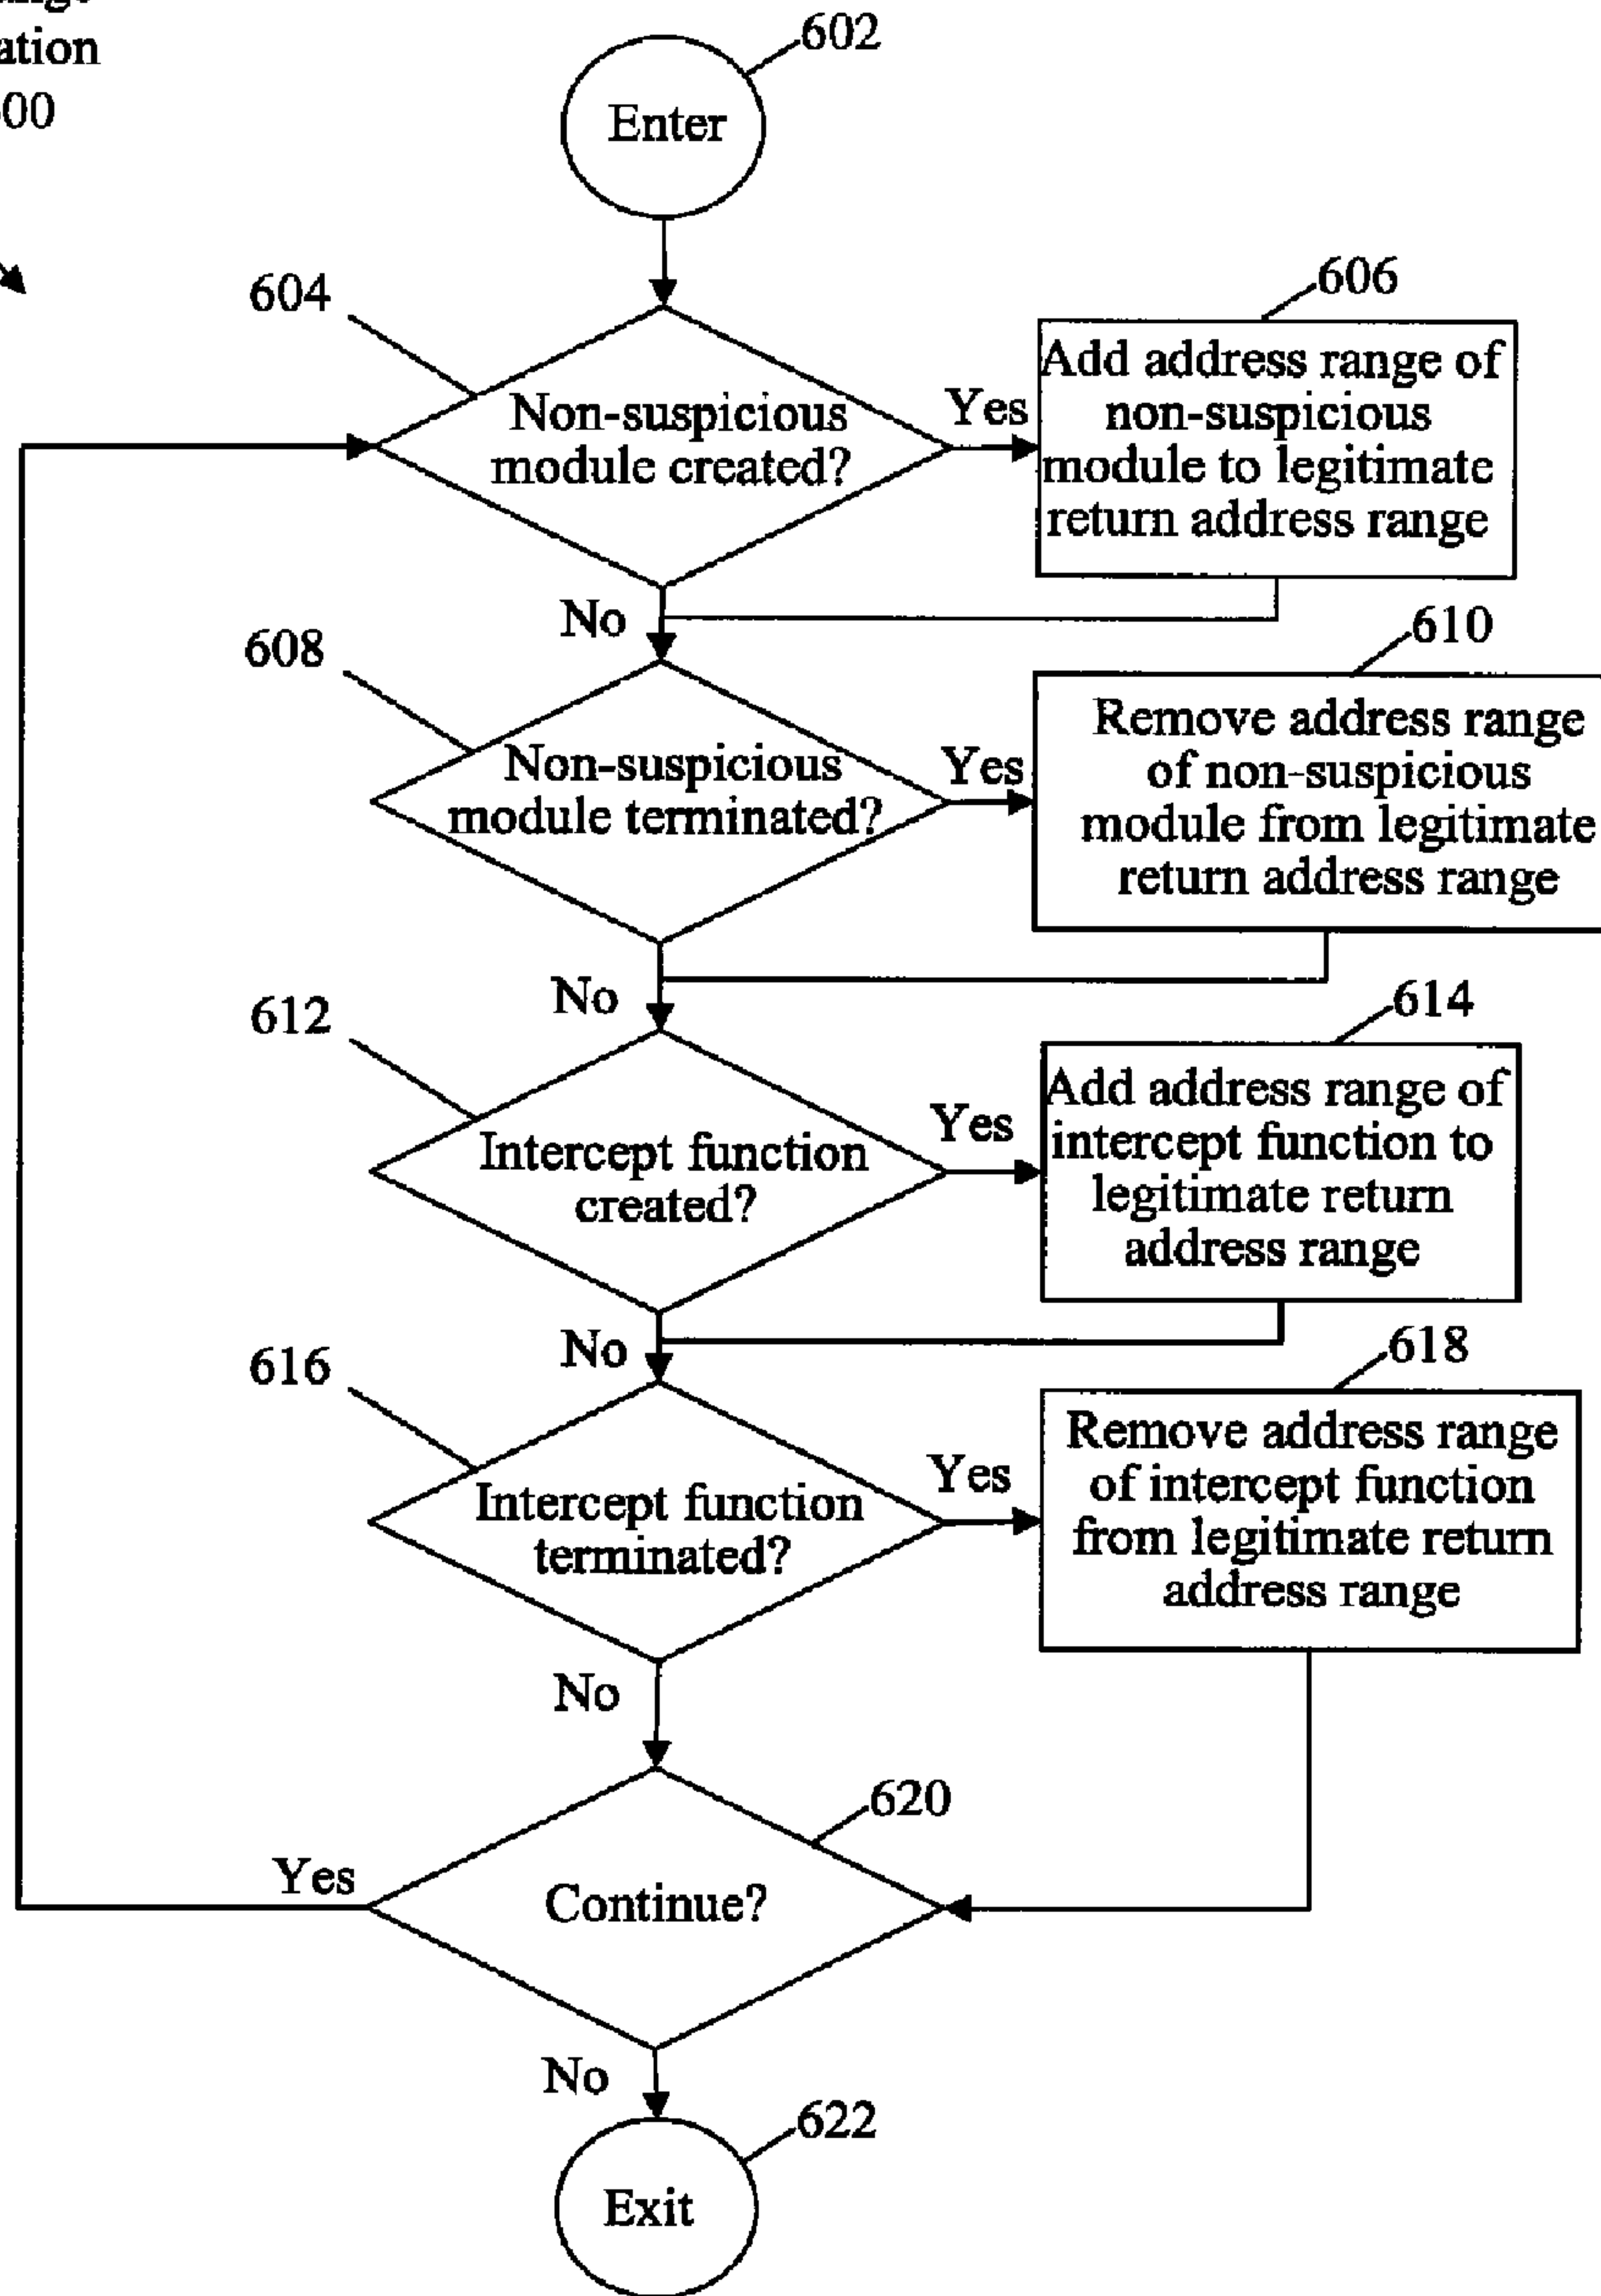 ation
00
602
Enter
604
606
Non-suspicious
module created?
Yes
Add address range of
non-suspicious
module to legitimate
return address range
No
608
610
Non-suspicious
module terminated?
Yes
Remove address range
of non-suspicious
module from legitimate
return address range
No
612
614
Intercept function
created?
Yes
Add address range of
intercept function to
legitimate return
address range
No
616
618
Intercept function
terminated?
Yes
Remove address range
of intercept function
from legitimate return
address range
No
620
Yes
Continue?
No
622
Exit